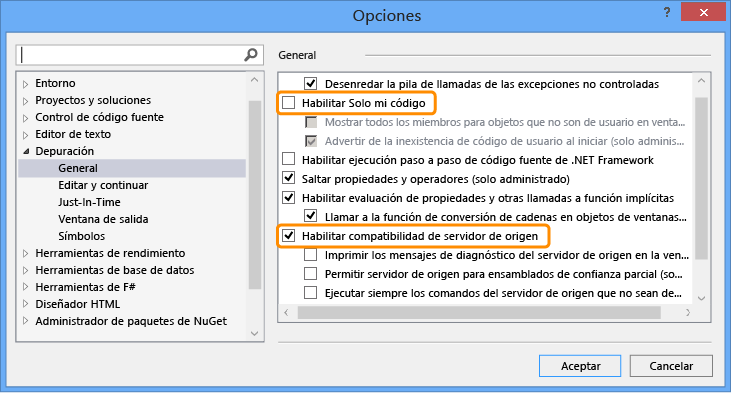 Opciones
Entorno
Proyectos y soluciones
Control de código fuente
Editor de texto
Depuración
General
Editar y continuar
Just-In-Time
Ventana de salida
Símbolos
Herramientas de rendimiento
Herramientas de base de datos
Herramientas de F#
Diseñador HTML
Administrador de paquetes de NuGet
General
Desenredar la pila de llamadas de las excepciones no controladas
Habilitar Solo mi código
Mostrar todos los miembros para objetos que no son de usuario en venta...
Advertir de la inexistencia de código de usuario al iniciar (solo adminis...
Habilitar ejecución paso a paso de código fuente de .NET Framework
Saltar propiedades y operadores (solo administrado)
Habilitar evaluación de propiedades y otras llamadas a función implícitas
Llamar a la función de conversión de cadenas en objetos de ventanas...
Habilitar compatibilidad de servidor de origen
Imprimir los mensajes de diagnóstico del servidor de origen en la ven...
Permitir servidor de origen para ensamblados de confianza parcial (so...
Ejecutar siempre los comandos del servidor de origen que no sean de...
Aceptar
Cancelar